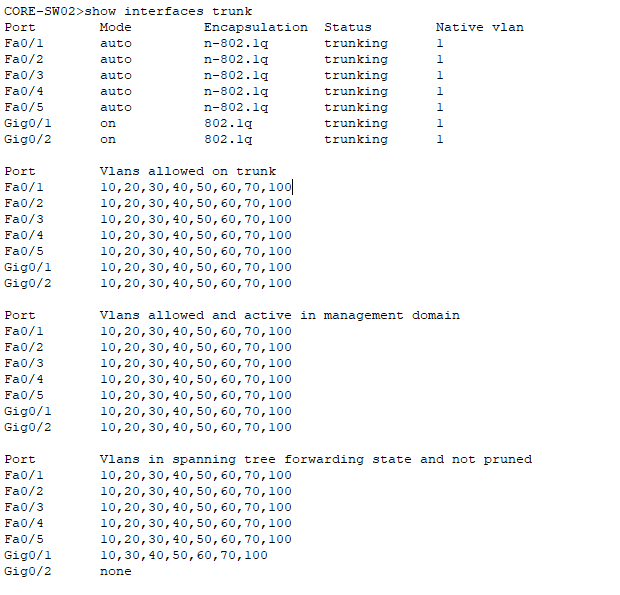 CORE-SW02>show interfaces trunk
Port        Mode         Encapsulation  Status        Native vlan
Fa0/1       auto         n-802.1q       trunking      1
Fa0/2       auto         n-802.1q       trunking      1
Fa0/3       auto         n-802.1q       trunking      1
Fa0/4       auto         n-802.1q       trunking      1
Fa0/5       auto         n-802.1q       trunking      1
Gig0/1      on           802.1q         trunking      1
Gig0/2      on           802.1q         trunking      1

Port        Vlans allowed on trunk
Fa0/1       10,20,30,40,50,60,70,100
Fa0/2       10,20,30,40,50,60,70,100
Fa0/3       10,20,30,40,50,60,70,100
Fa0/4       10,20,30,40,50,60,70,100
Fa0/5       10,20,30,40,50,60,70,100
Gig0/1      10,20,30,40,50,60,70,100
Gig0/2      10,20,30,40,50,60,70,100

Port        Vlans allowed and active in management domain
Fa0/1       10,20,30,40,50,60,70,100
Fa0/2       10,20,30,40,50,60,70,100
Fa0/3       10,20,30,40,50,60,70,100
Fa0/4       10,20,30,40,50,60,70,100
Fa0/5       10,20,30,40,50,60,70,100
Gig0/1      10,20,30,40,50,60,70,100
Gig0/2      10,20,30,40,50,60,70,100

Port        Vlans in spanning tree forwarding state and not pruned
Fa0/1       10,20,30,40,50,60,70,100
Fa0/2       10,20,30,40,50,60,70,100
Fa0/3       10,20,30,40,50,60,70,100
Fa0/4       10,20,30,40,50,60,70,100
Fa0/5       10,20,30,40,50,60,70,100
Gig0/1      10,30,40,50,60,70,100
Gig0/2      none